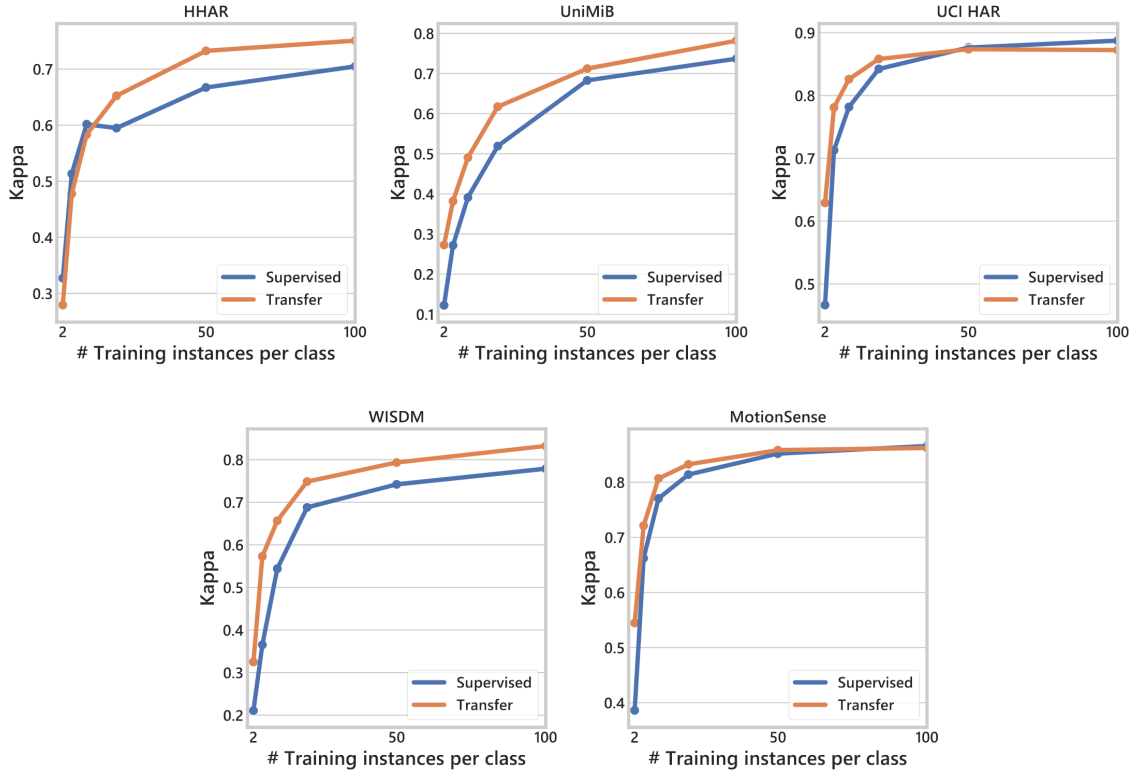 HHAR
Kappa
0.7
0.6
0.5
0.4
0.3
Supervised
Transfer
2
50
100
# Training instances per class
UniMiB
Kappa
0.8
0.7
0.6
0.5
0.4
0.3
0.2
0.1
Supervised
Transfer
2
50
100
# Training instances per class
UCI HAR
Kappa
0.9
0.8
0.7
0.6
0.5
Supervised
Transfer
2
50
100
# Training instances per class
WISDM
Kappa
0.8
0.7
0.6
0.5
0.4
0.3
0.2
Supervised
Transfer
2
50
100
# Training instances per class
MotionSense
Kappa
0.8
0.7
0.6
0.5
0.4
Supervised
Transfer
2
50
100
# Training instances per class